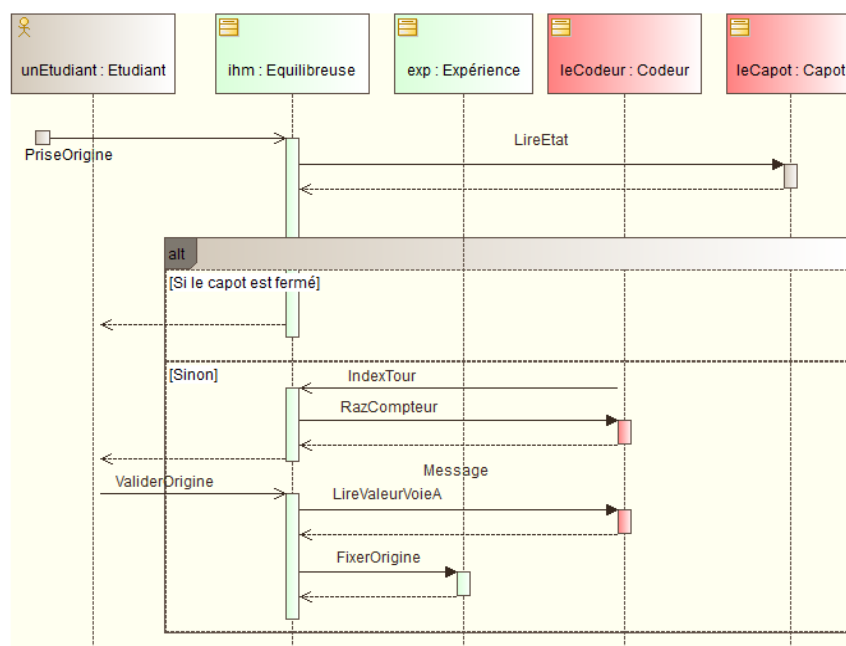 unEtudiant : Etudiant
ihm : Equilibreuse
exp : Expérience
leCodeur : Codeur
leCapot : Capot
PriseOrigine
LireEtat
alt
[Si le capot est fermé]
[Sinon]
IndexTour
RazCompteur
Message
ValiderOrigine
LireValeurVoieA
FixerOrigine